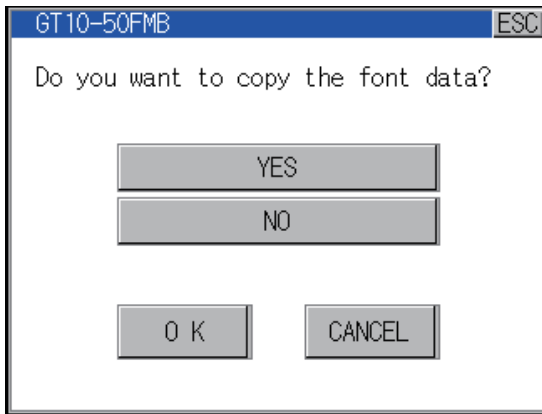 GT10-50FMB ESC
Do you want to copy the font data?
YES
NO
O K CANCEL